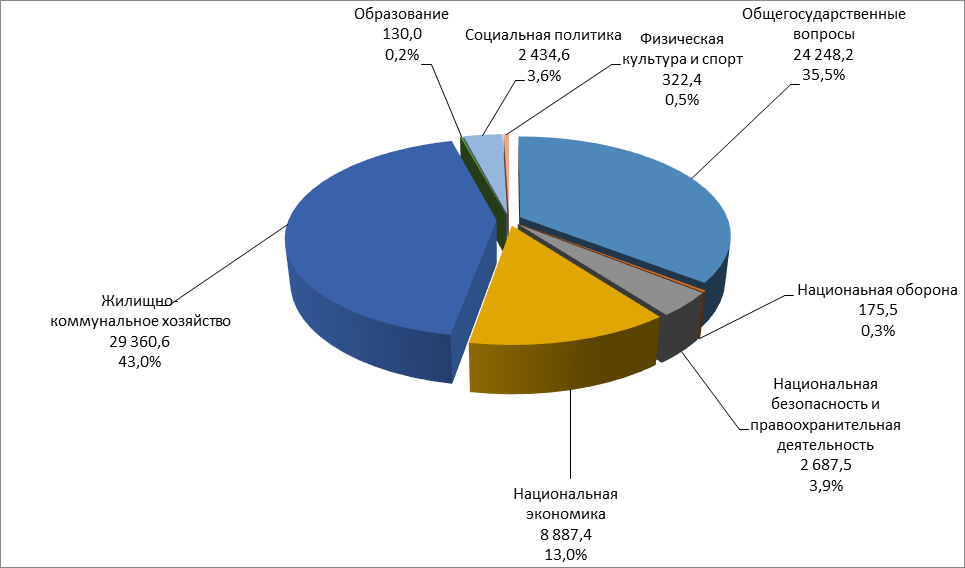 Образование
130,0
0,2%
Социальная политика
2 434,6
3,6%
Физическая
культура и спорт
322,4
0,5%
Общегосударственные
вопросы
24 248,2
35,5%
Национаьная оборона
175,5
0,3%
Национальная
безопасность и
правоохранительная
деятельность
2 687,5
3,9%
Национальная
экономика
8 887,4
13,0%
Жилищно-
коммунальное хозяйство
29 360,6
43,0%